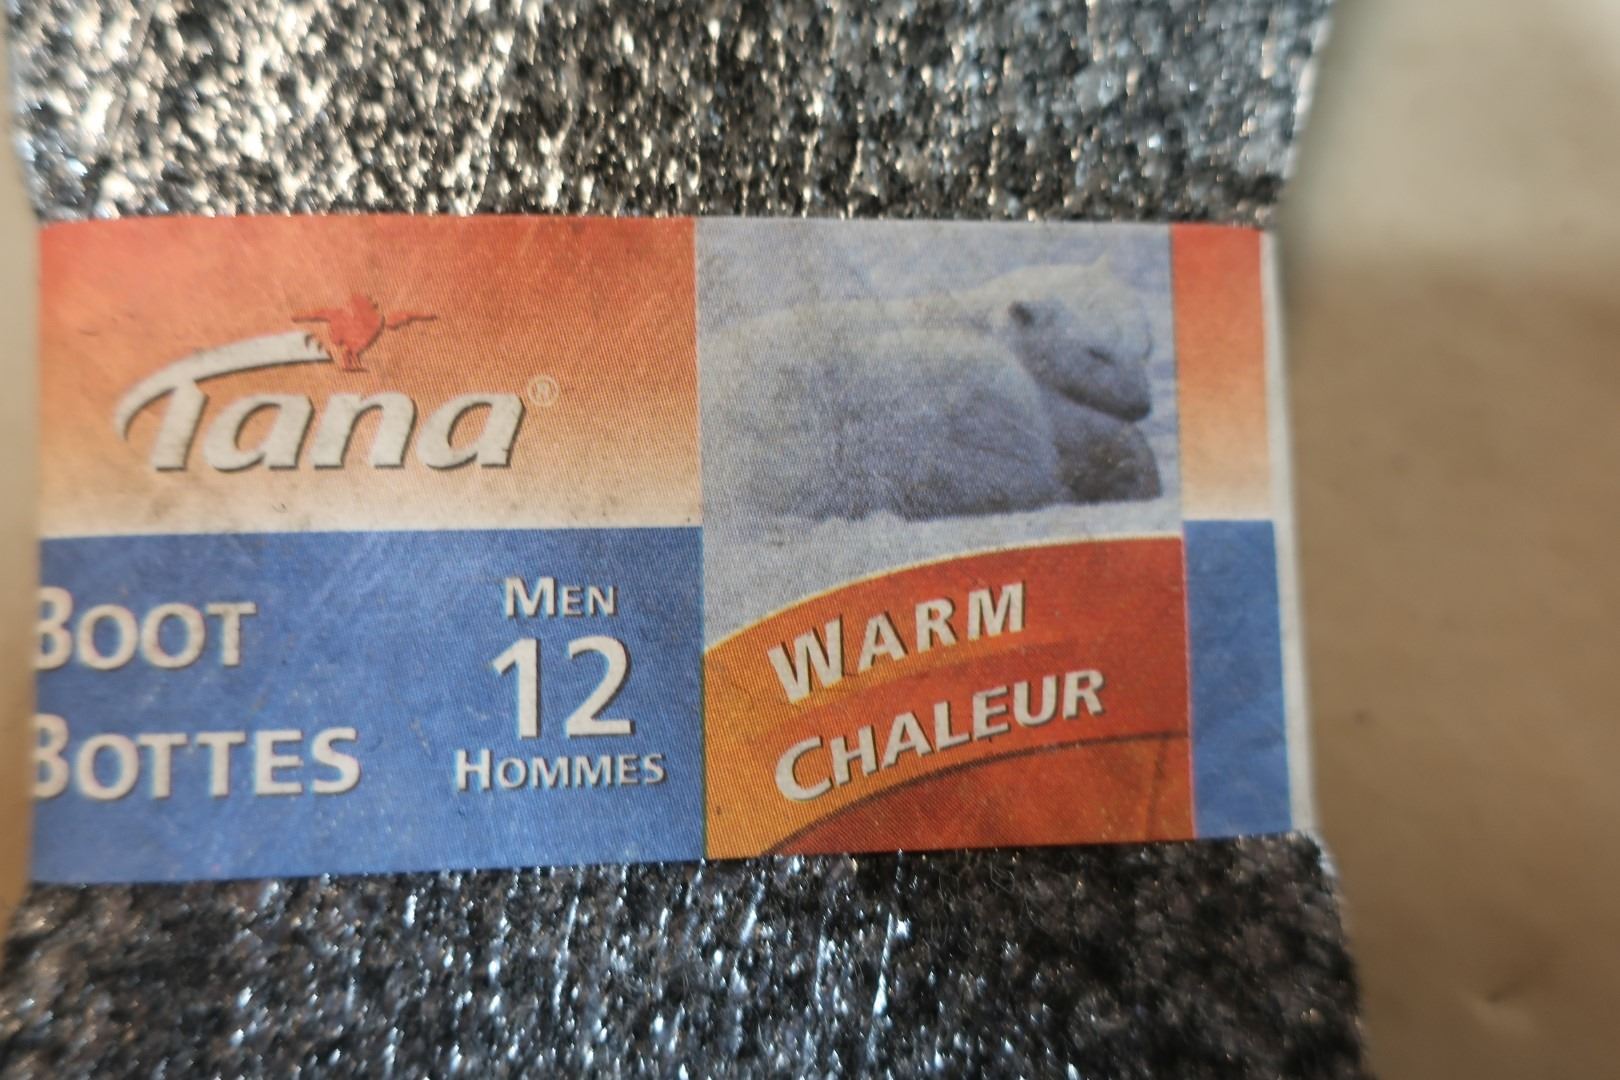 Tana®
BOOT
BOTTES
MEN
12
HOMMES
WARM
CHALEUR